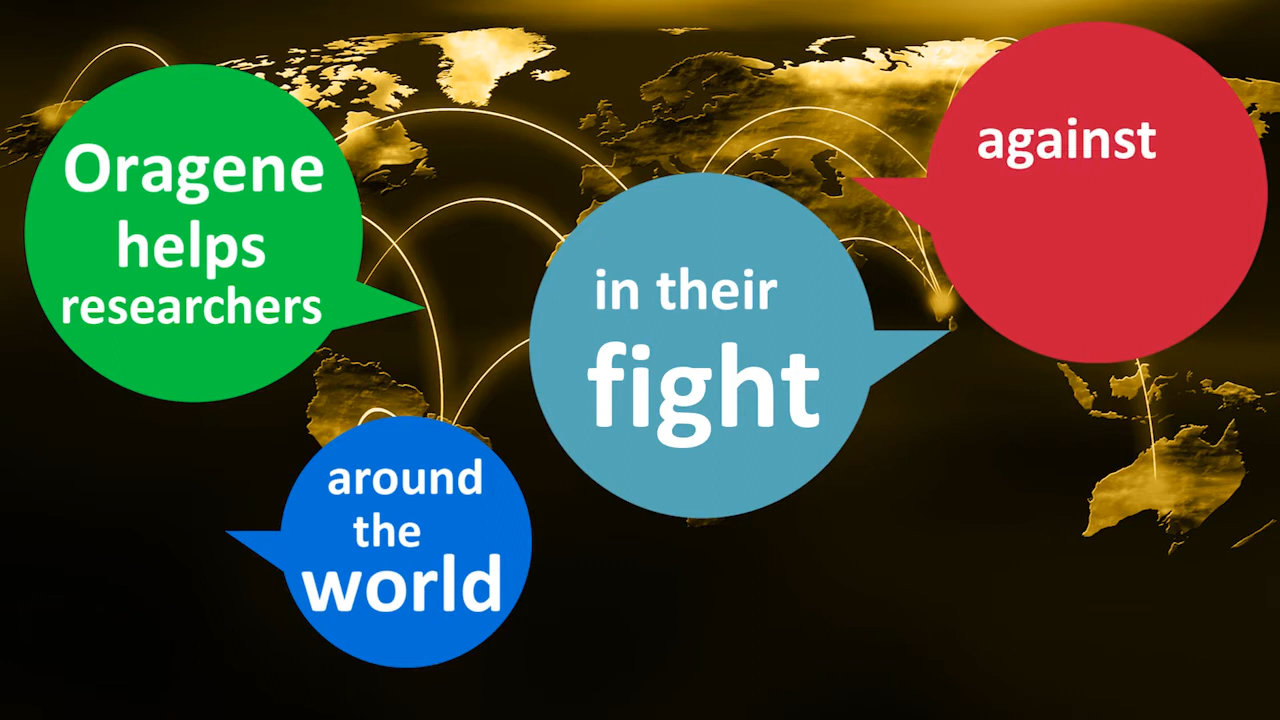 Oragene
helps
researchers
around
the
world
in their
fight
against